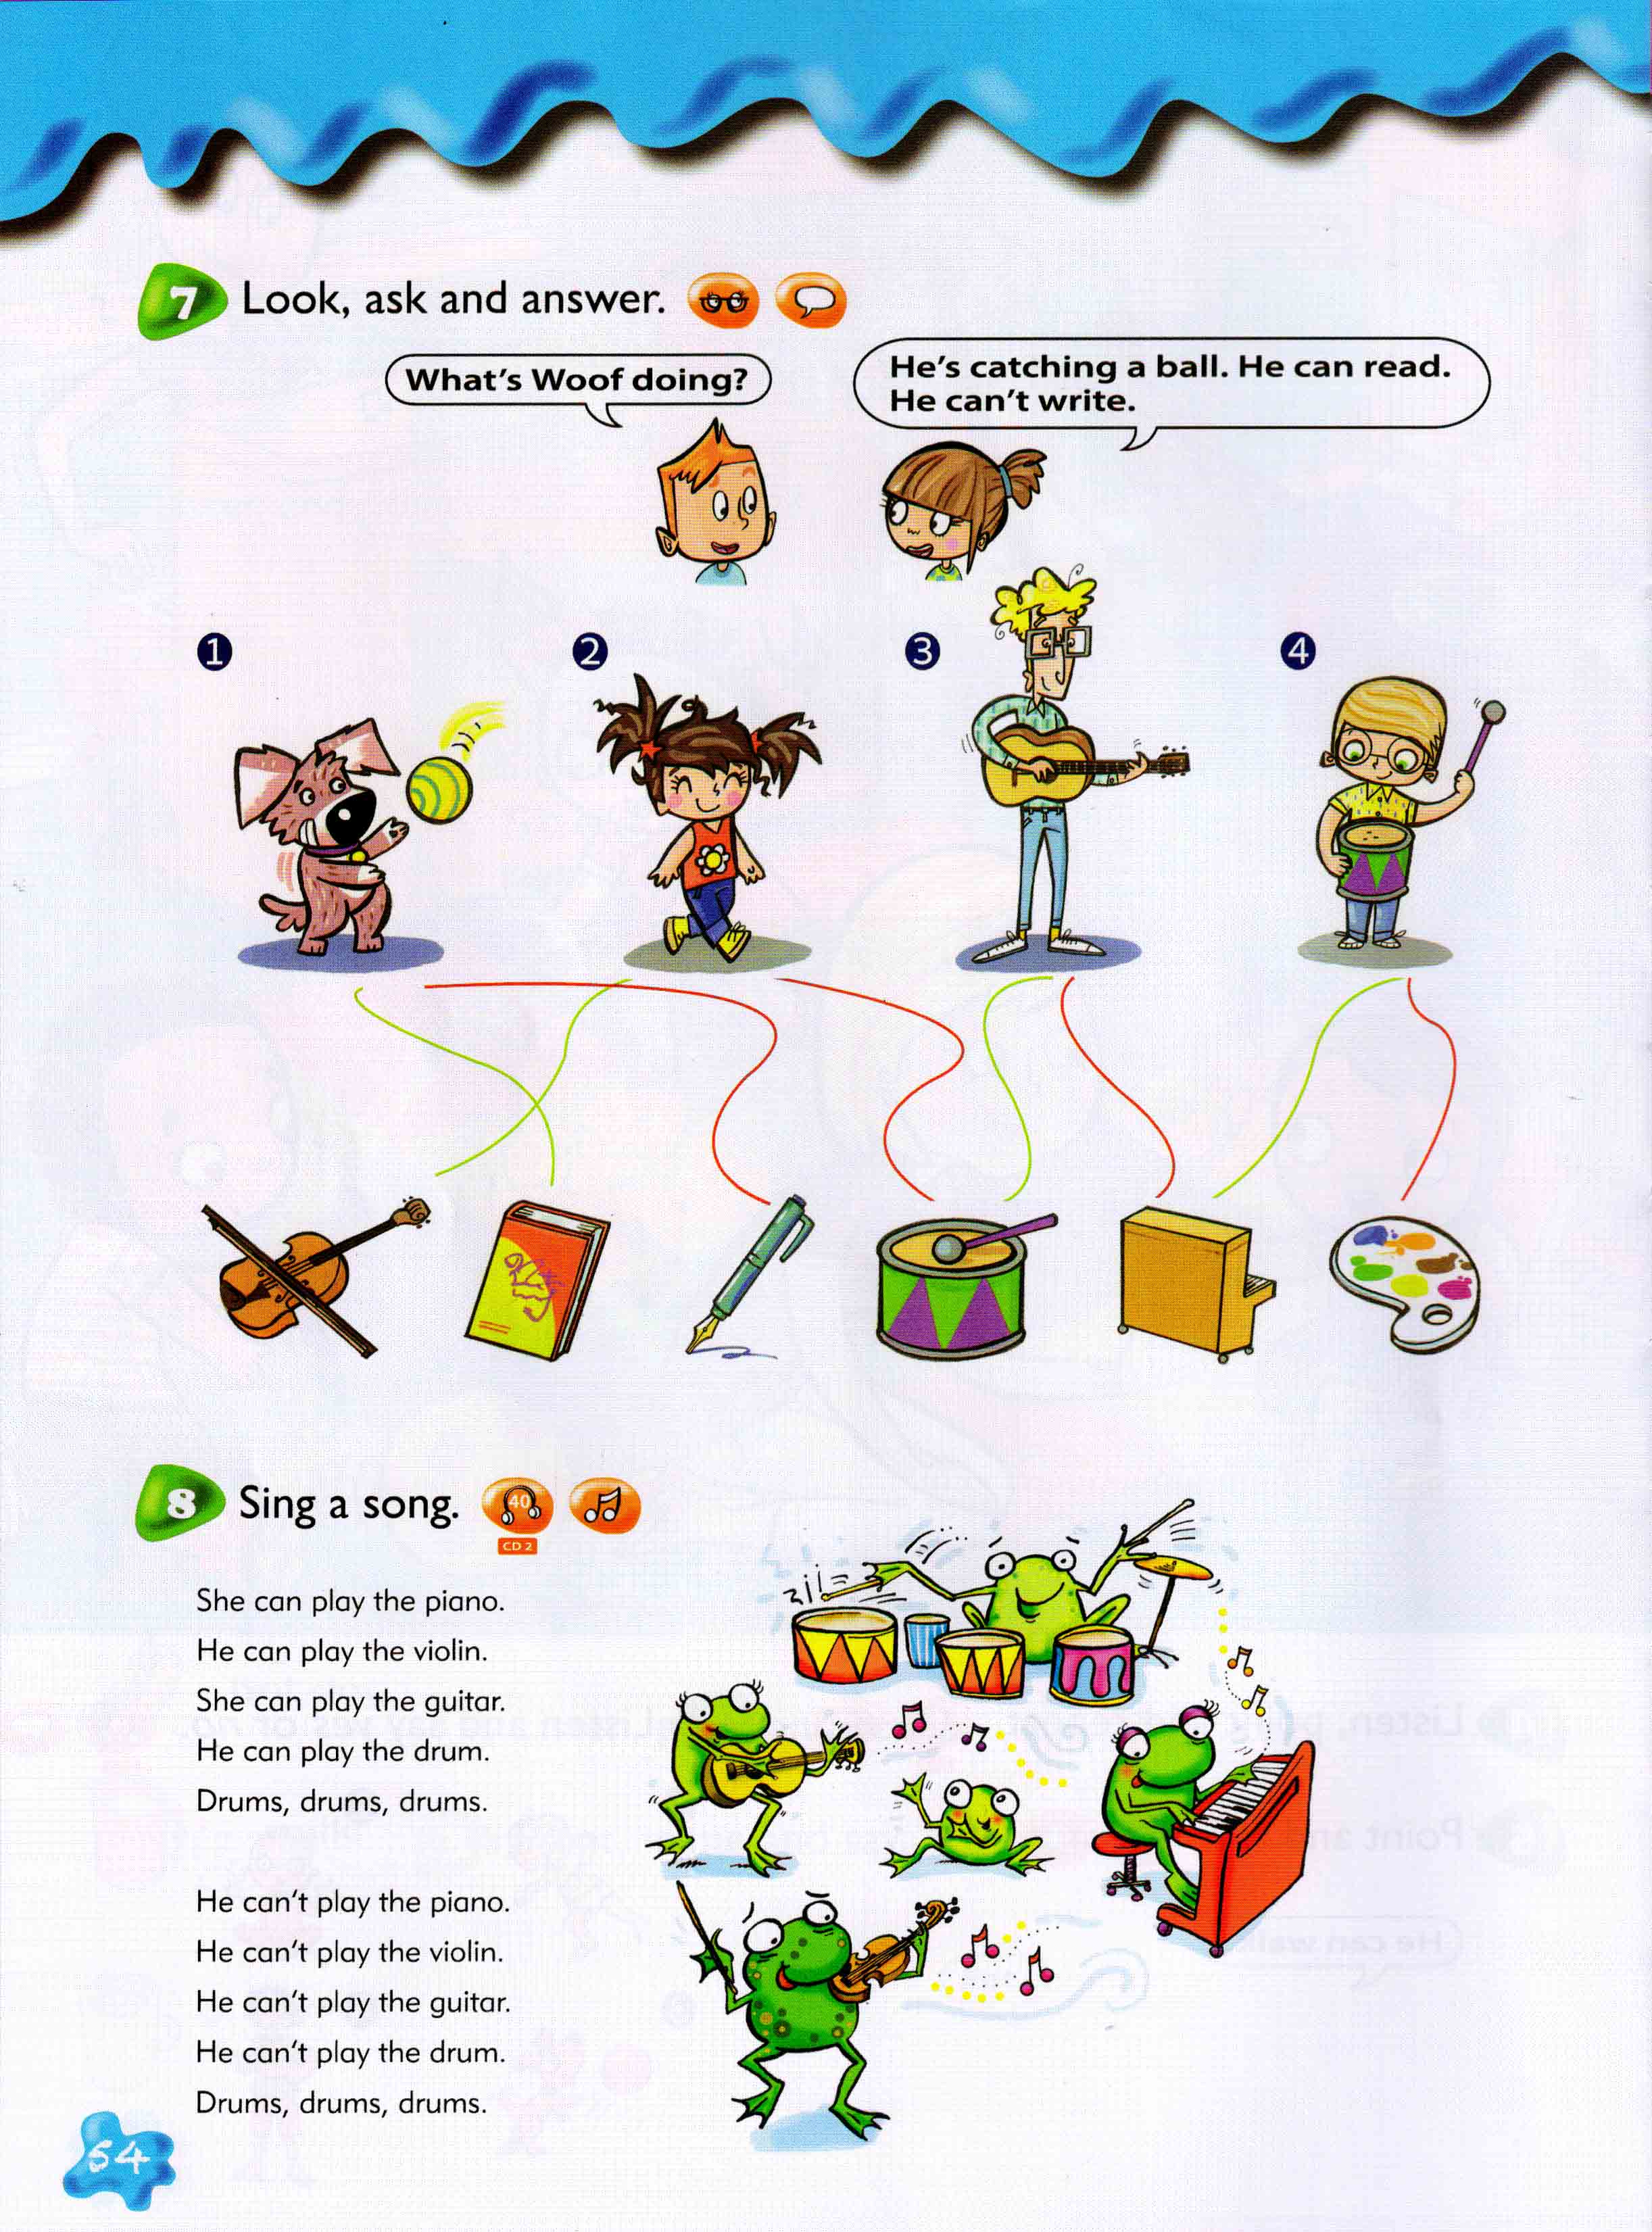 7 Look, ask and answer.
What's Woof doing?
He's catching a ball. He can read.
He can't write.
1
2
3
4
8 Sing a song.
40
CD 2
She can play the piano.
He can play the violin.
She can play the guitar.
He can play the drum.
Drums, drums, drums.
He can't play the piano.
He can't play the violin.
He can't play the guitar.
He can't play the drum.
Drums, drums, drums.
54